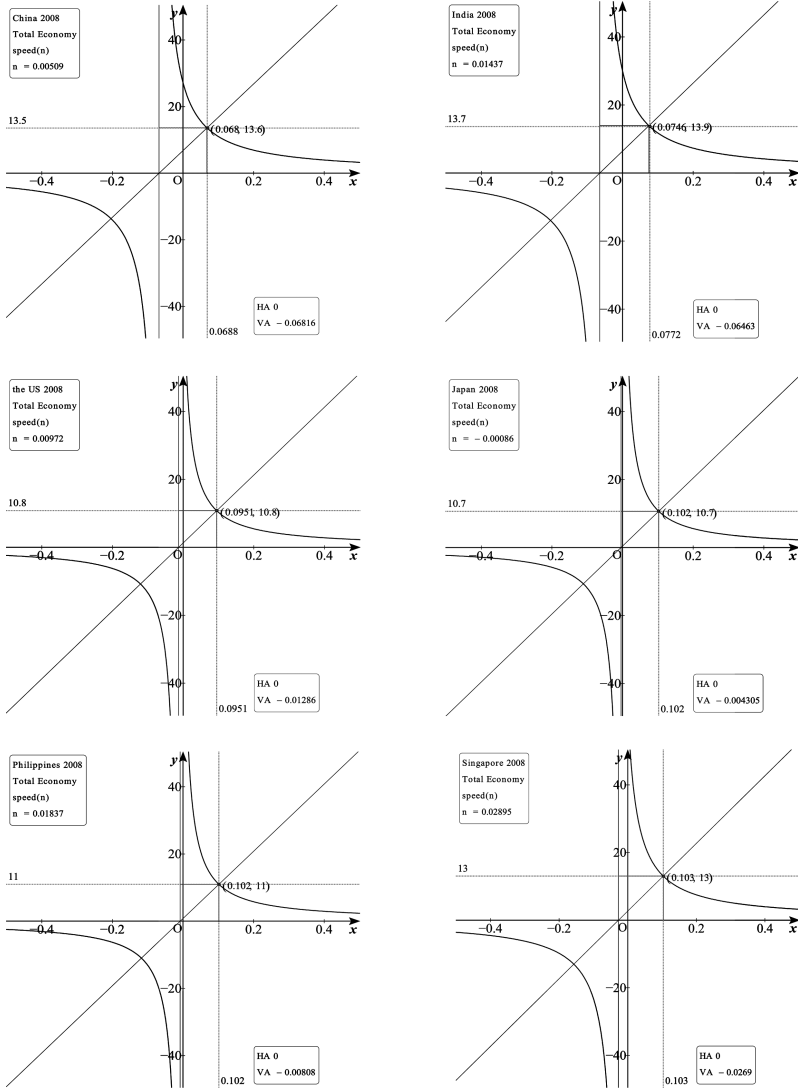 China 2008
Total Economy
speed(n)
n = 0.00509
y
40
20
13.5
(0.068, 13.6)
−0.4 −0.2 O 0.2 0.4 x
−20
−40
HA 0
VA − 0.06816
0.0688
India 2008
Total Economy
speed(n)
n = 0.01437
y
40
20
13.7
(0.0746, 13.9)
−0.4 −0.2 O 0.2 0.4 x
−20
−40
HA 0
VA − 0.06463
0.0772
the US 2008
Total Economy
speed(n)
n = 0.00972
y
40
20
10.8
(0.0951, 10.8)
−0.4 −0.2 O 0.2 0.4 x
−20
−40
HA 0
VA − 0.01286
0.0951
Japan 2008
Total Economy
speed(n)
n = − 0.00086
y
40
20
10.7
(0.102, 10.7)
−0.4 −0.2 O 0.2 0.4 x
−20
−40
HA 0
VA − 0.004305
0.102
Philippines 2008
Total Economy
speed(n)
n = 0.01837
y
40
20
11
(0.102, 11)
−0.4 −0.2 O 0.2 0.4 x
−20
−40
HA 0
VA − 0.00808
0.102
Singapore 2008
Total Economy
speed(n)
n = 0.02895
y
40
20
13
(0.103, 13)
−0.4 −0.2 O 0.2 0.4 x
−20
−40
HA 0
VA − 0.0269
0.103